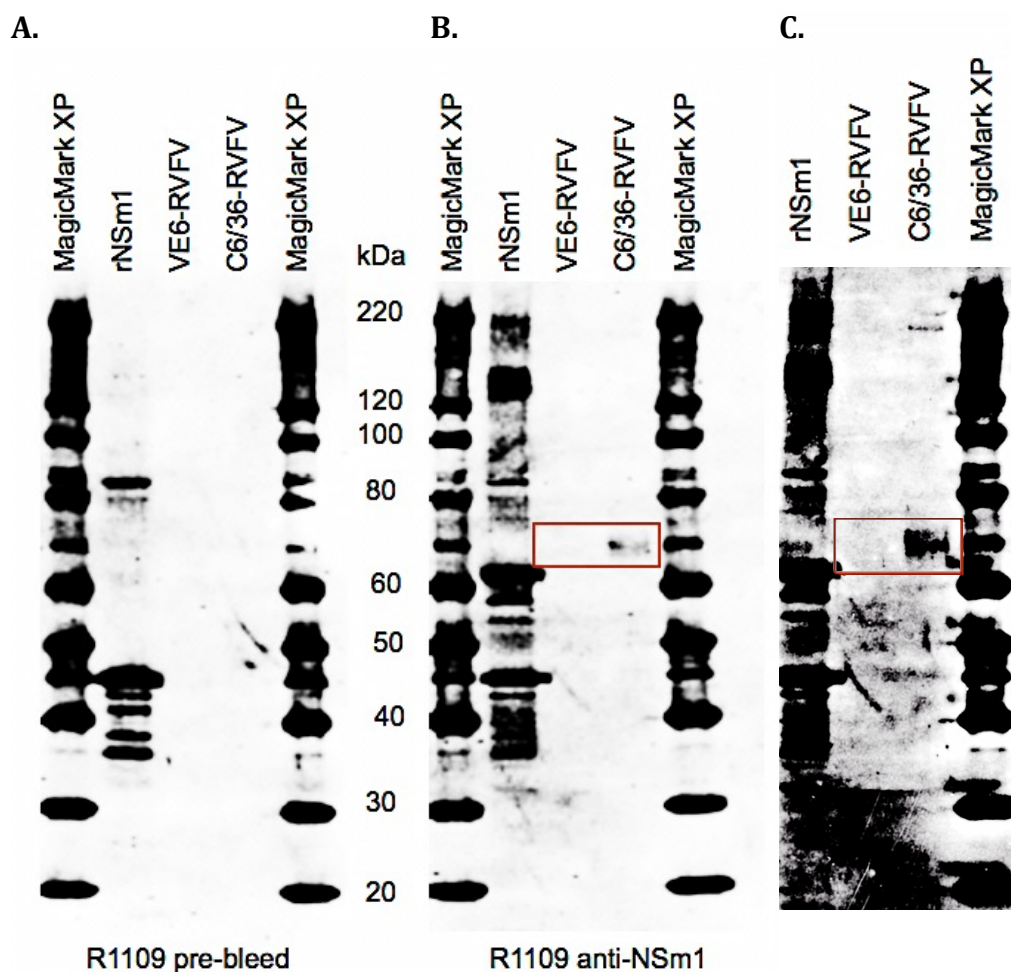 A.
B.
C.
MagicMark XP
rNSm1
VE6-RVFV
C6/36-RVFV
MagicMark XP
kDa
220
120
100
80
60
50
40
30
20
MagicMark XP
rNSm1
VE6-RVFV
C6/36-RVFV
MagicMark XP
rNSm1
VE6-RVFV
C6/36-RVFV
MagicMark XP
R1109 pre-bleed
R1109 anti-NSm1